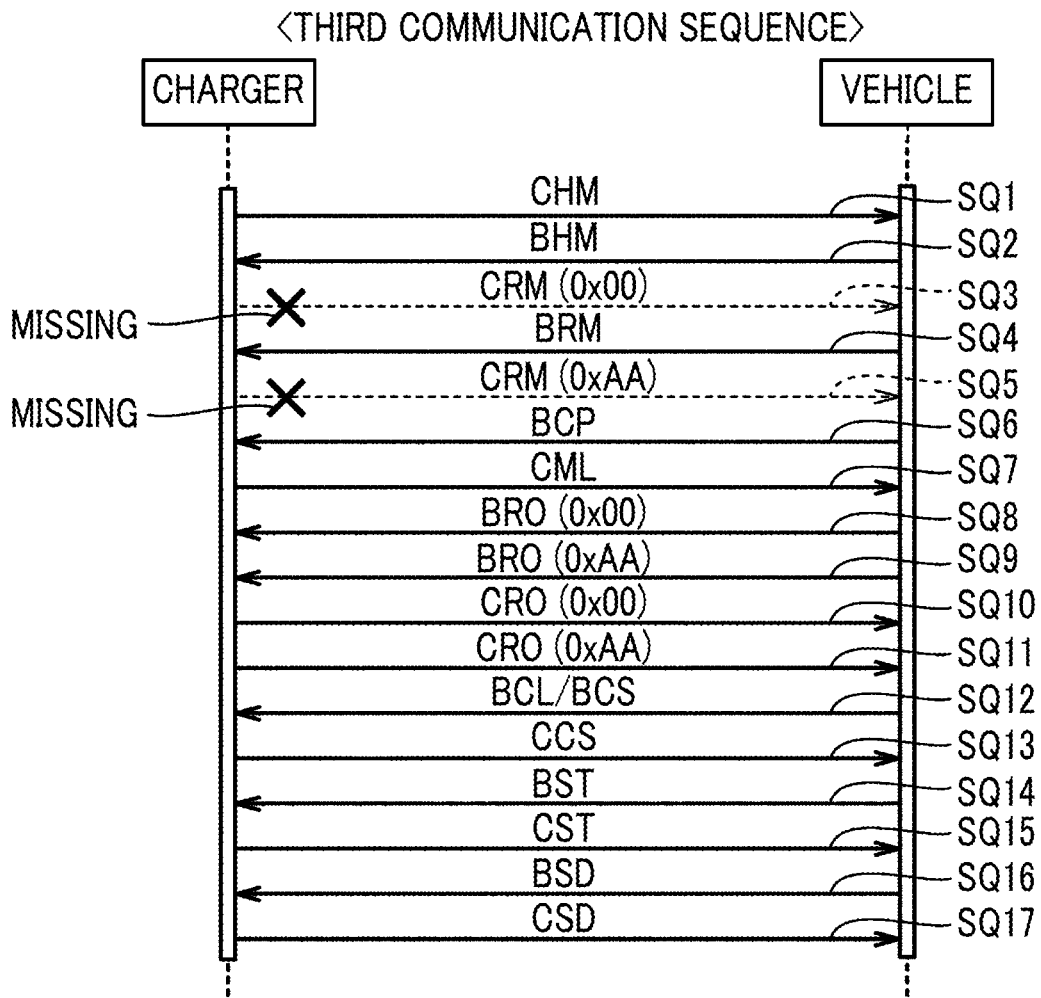 <THIRD COMMUNICATION SEQUENCE>
CHARGER
VEHICLE
CHM
SQ1
BHM
SQ2
CRM (0x00)
SQ3
MISSING
BRM
SQ4
CRM (0xAA)
SQ5
MISSING
BCP
SQ6
CML
SQ7
BRO (0x00)
SQ8
BRO (0xAA)
SQ9
CRO (0x00)
SQ10
CRO (0xAA)
SQ11
BCL/BCS
SQ12
CCS
SQ13
BST
SQ14
CST
SQ15
BSD
SQ16
CSD
SQ17